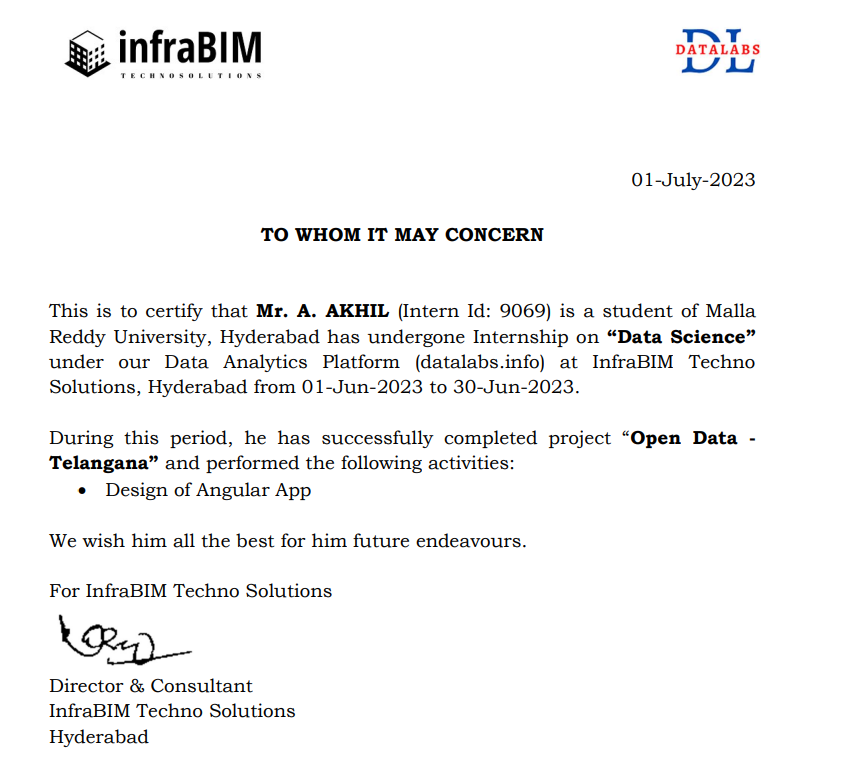 infraBIM
TECHNOSOLUTIONS
DL
DATALABS
01-July-2023
TO WHOM IT MAY CONCERN
This is to certify that Mr. A. AKHIL (Intern Id: 9069) is a student of Malla
Reddy University, Hyderabad has undergone Internship on “Data Science”
under our Data Analytics Platform (datalabs.info) at InfraBIM Techno
Solutions, Hyderabad from 01-Jun-2023 to 30-Jun-2023.
During this period, he has successfully completed project “Open Data -
Telangana” and performed the following activities:
• Design of Angular App
We wish him all the best for him future endeavours.
For InfraBIM Techno Solutions
Director & Consultant
InfraBIM Techno Solutions
Hyderabad